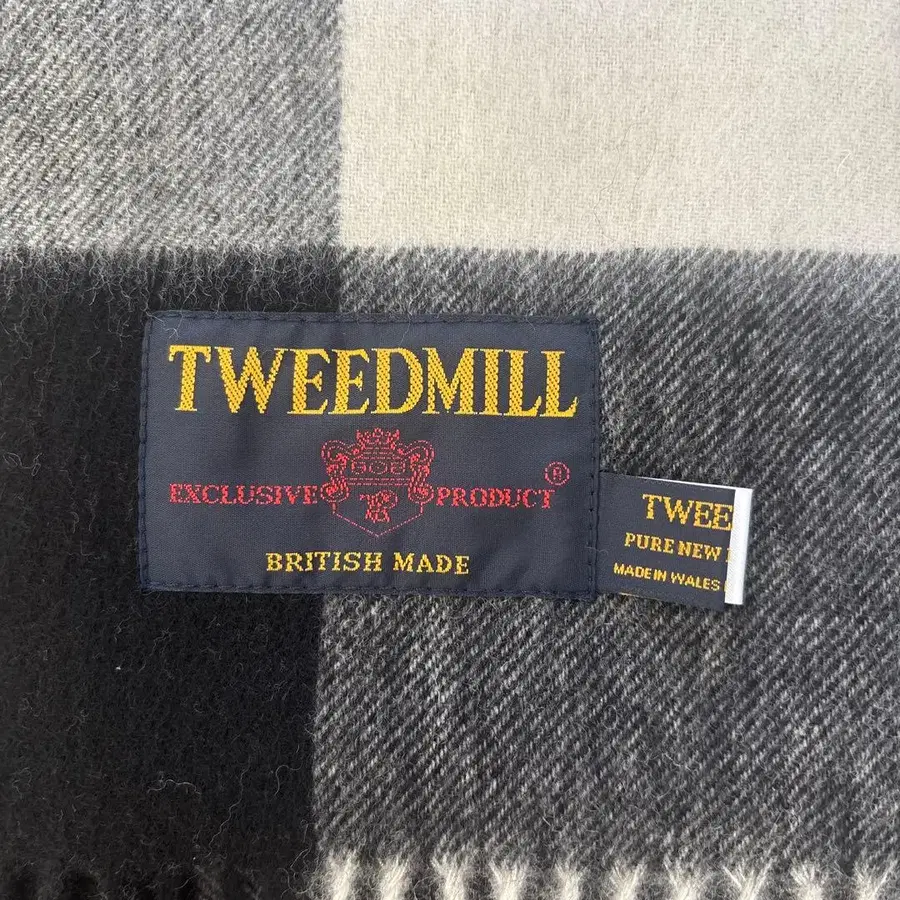 TWEEDMILL
EXCLUSIVE PRODUCT ®
BRITISH MADE
TWEE
PURE NEW
MADE IN WALES